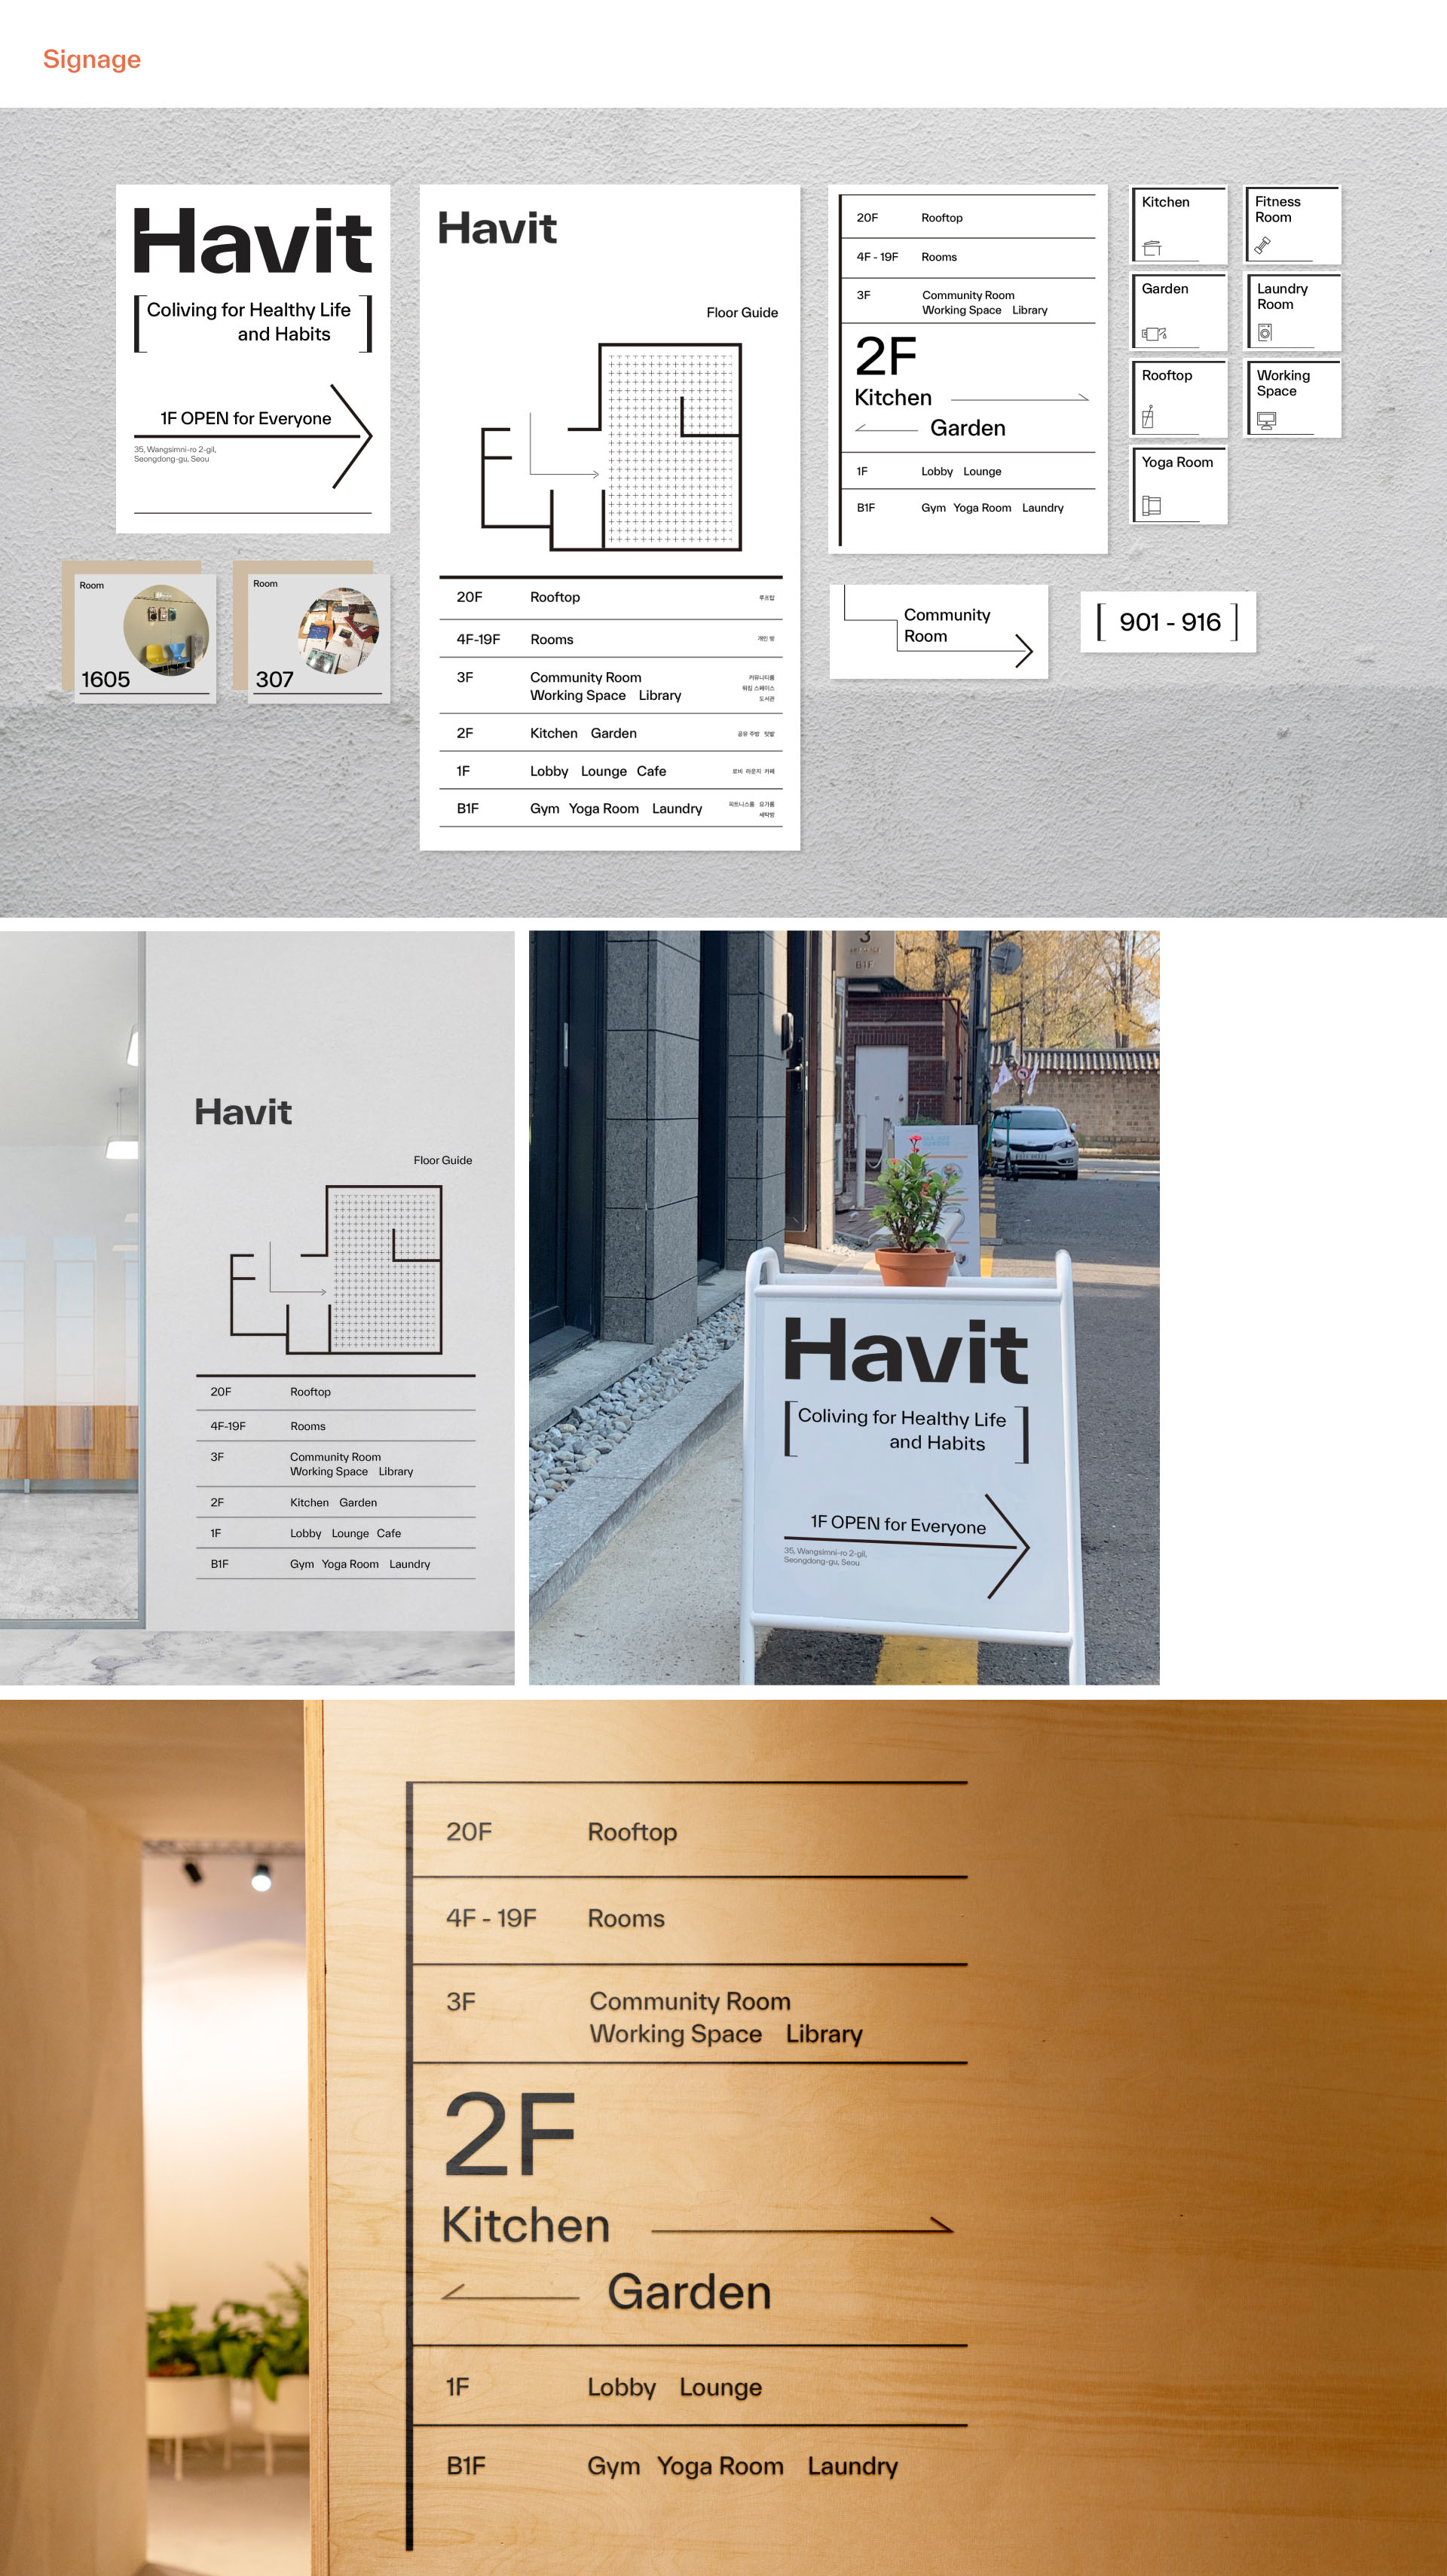 Signage
Havit
Coliving for Healthy Life
and Habits
1F OPEN for Everyone
35, Wangsimni-ro 2-gil,
Seongdong-gu, Seou
Room
1605
Room
307
Havit
Floor Guide
20F Rooftop 루프탑
4F-19F Rooms 개인 방
3F Community Room 커뮤니티룸
Working Space Library 워킹 스페이스
도서관
2F Kitchen Garden 공유 주방 텃밭
1F Lobby Lounge Cafe 로비 라운지 카페
B1F Gym Yoga Room Laundry 피트니스룸 요가룸
세탁방
20F Rooftop
4F - 19F Rooms
3F Community Room
Working Space Library
2F
Kitchen
Garden
1F Lobby Lounge
B1F Gym Yoga Room Laundry
Kitchen
Fitness
Room
Garden
Laundry
Room
Rooftop
Working
Space
Yoga Room
Community
Room
[ 901 - 916 ]
Havit
Floor Guide
20F Rooftop
4F-19F Rooms
3F Community Room
Working Space Library
2F Kitchen Garden
1F Lobby Lounge Cafe
B1F Gym Yoga Room Laundry
3
B1F
Havit
Coliving for Healthy Life
and Habits
1F OPEN for Everyone
35, Wangsimni-ro 2-gil,
Seongdong-gu, Seou
20F Rooftop
4F - 19F Rooms
3F Community Room
Working Space Library
2F
Kitchen
Garden
1F Lobby Lounge
B1F Gym Yoga Room Laundry